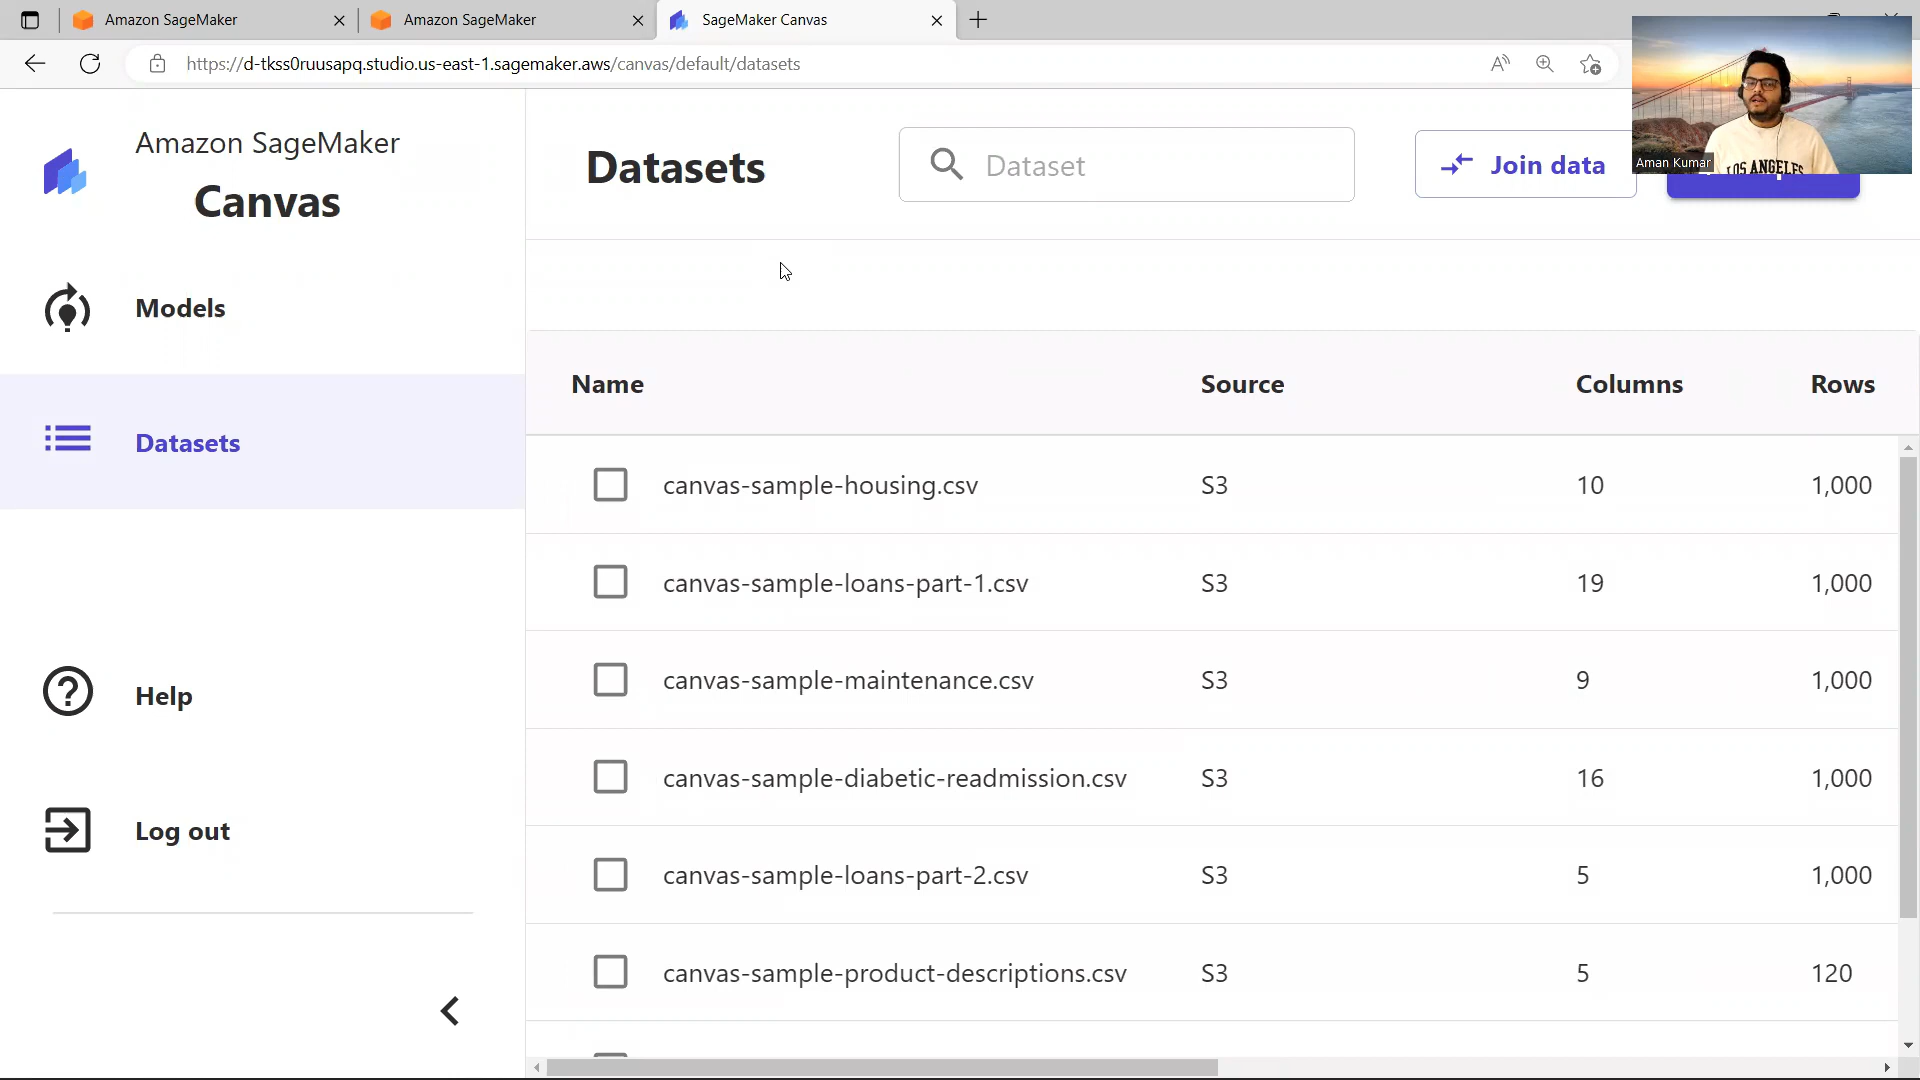 Amazon SageMaker
Amazon SageMaker
SageMaker Canvas
https://d-tkss0ruusapq.studio.us-east-1.sagemaker.aws/canvas/default/datasets
Aman Kumar
LOS ANGELES
Amazon SageMaker
Canvas
Models
Datasets
Help
Log out
Datasets
Dataset
Join data
Name Source Columns Rows
canvas-sample-housing.csv S3 10 1,000
canvas-sample-loans-part-1.csv S3 19 1,000
canvas-sample-maintenance.csv S3 9 1,000
canvas-sample-diabetic-readmission.csv S3 16 1,000
canvas-sample-loans-part-2.csv S3 5 1,000
canvas-sample-product-descriptions.csv S3 5 120